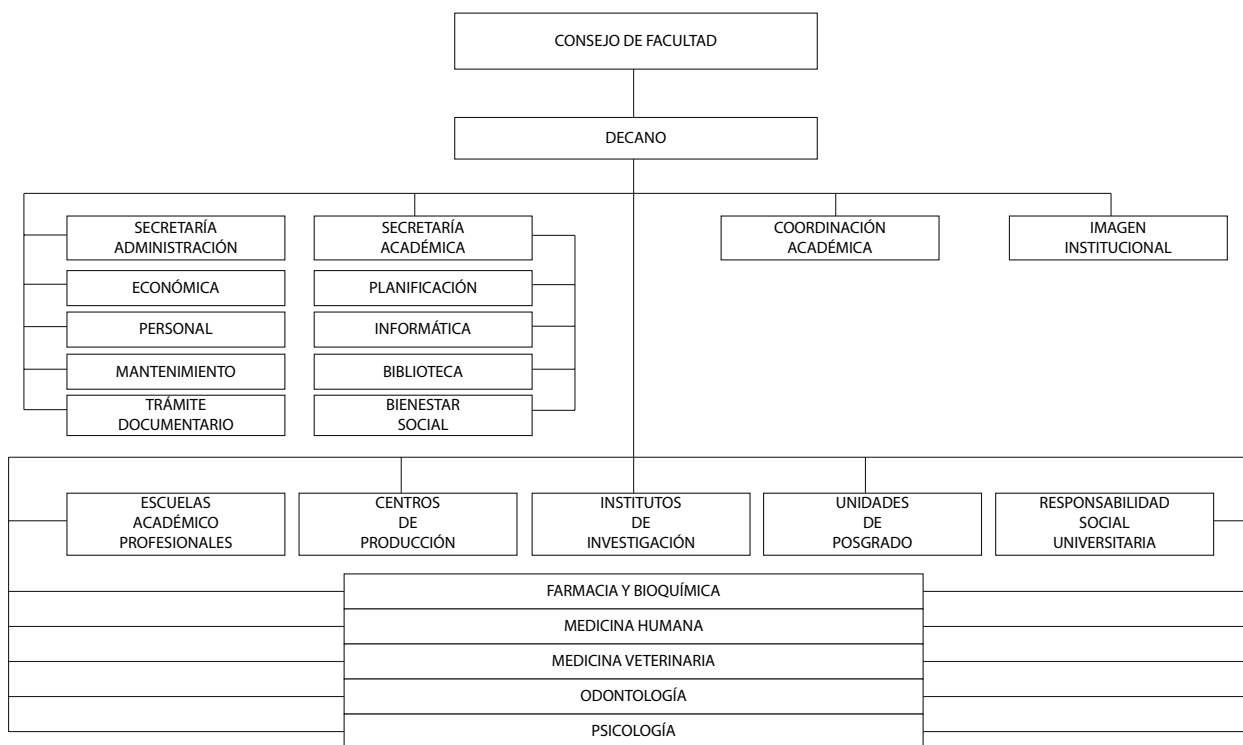 CONSEJO DE FACULTAD
DECANO
SECRETARÍA
ADMINISTRACIÓN
SECRETARÍA
ACADÉMICA
COORDINACIÓN
ACADÉMICA
IMAGEN
INSTITUCIONAL
ECONÓMICA
PLANIFICACIÓN
PERSONAL
INFORMÁTICA
MANTENIMIENTO
BIBLIOTECA
TRÁMITE
DOCUMENTARIO
BIENESTAR
SOCIAL
ESCUELAS
ACADÉMICO
PROFESIONALES
CENTROS
DE
PRODUCCIÓN
INSTITUTOS
DE
INVESTIGACIÓN
UNIDADES
DE
POSGRADO
RESPONSABILIDAD
SOCIAL
UNIVERSITARIA
FARMACIA Y BIOQUÍMICA
MEDICINA HUMANA
MEDICINA VETERINARIA
ODONTOLOGÍA
PSICOLOGÍA